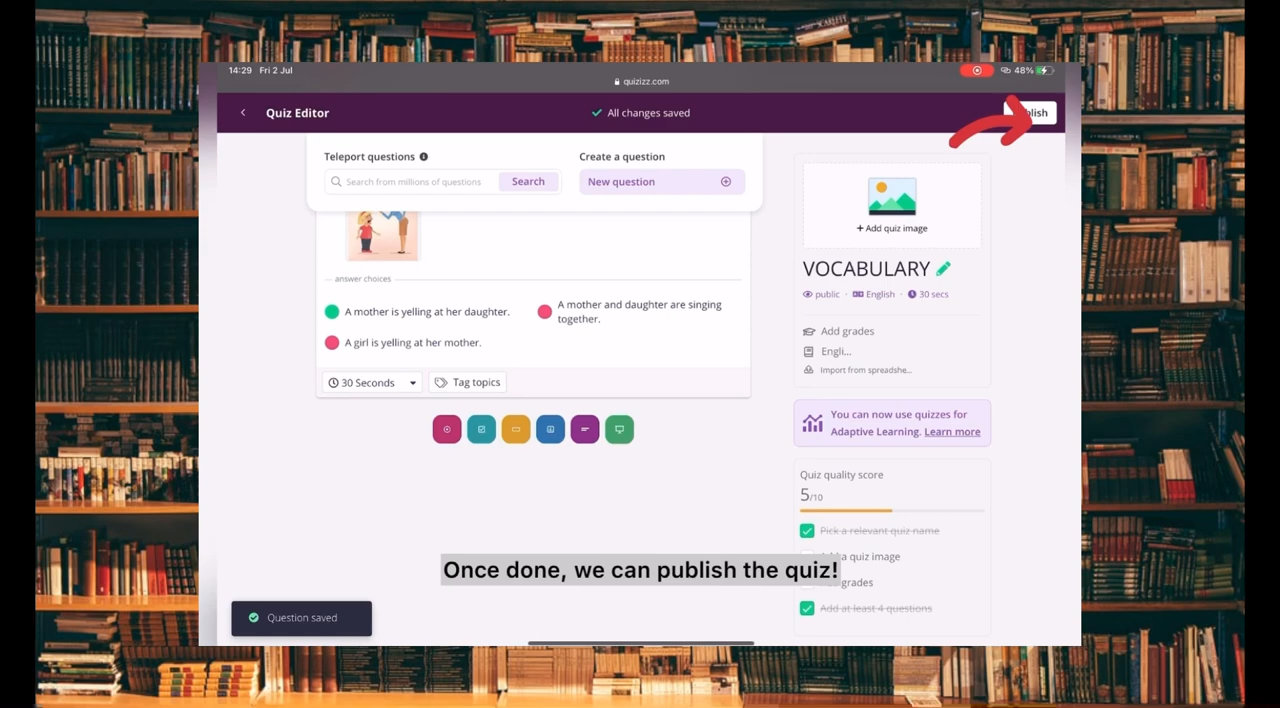 14:29 Fri 2 Jul
48%
quizizz.com
Quiz Editor
All changes saved
Teleport questions
Create a question
Search from millions of questions
Search
New question
answer choices
A mother is yelling at her daughter.
A mother and daughter are singing
together.
A girl is yelling at her mother.
30 Seconds
Tag topics
+ Add quiz image
VOCABULARY
public · English · 30 secs
Add grades
Engli...
Import from spreadshe...
You can now use quizzes for
Adaptive Learning. Learn more
Quiz quality score
5/10
Pick a relevant quiz name
a quiz image
grades
Add at least 4 questions
Once done, we can publish the quiz!
Question saved